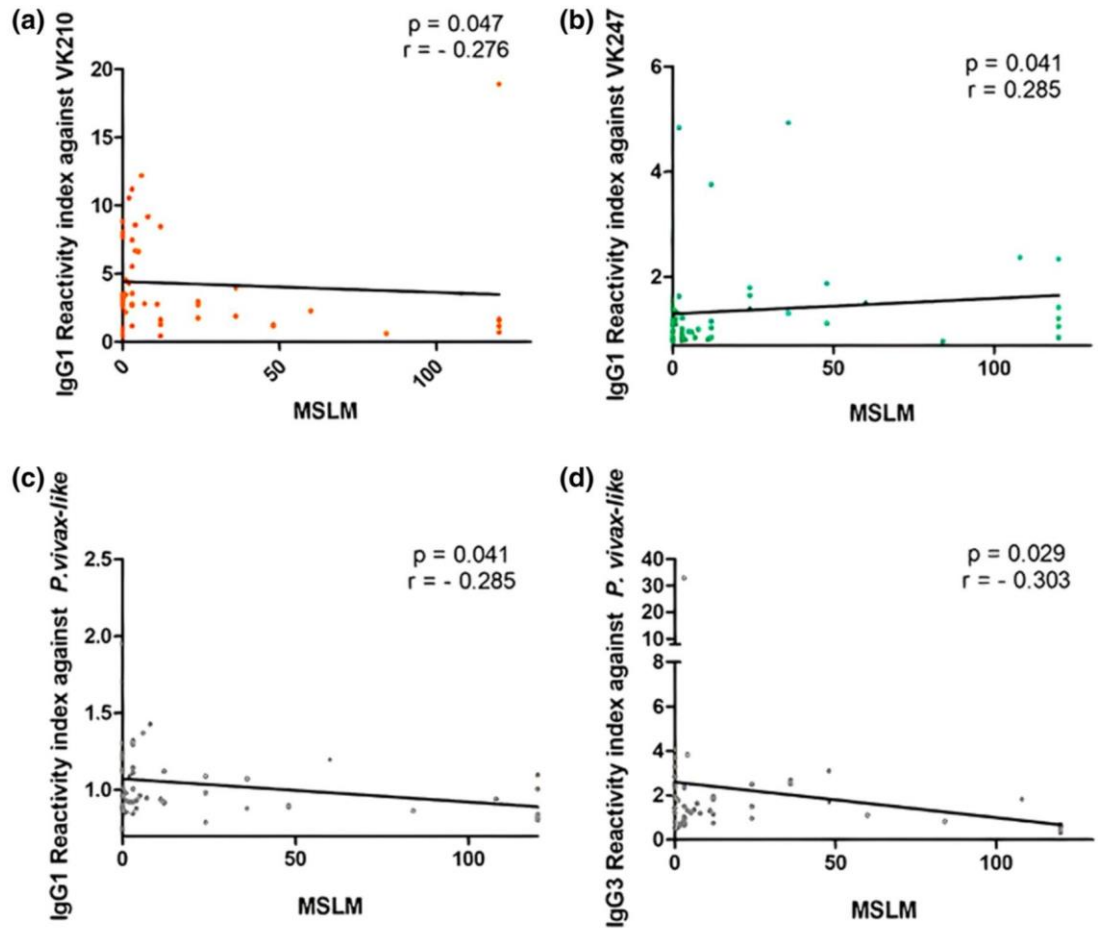 (a)
IgG1 Reactivity index against VK210
p = 0.047
r = - 0.276
20
15
10
5
0
0 50 100
MSLM
(b)
IgG1 Reactivity index against VK247
p = 0.041
r = 0.285
6
4
2
0 50 100
MSLM
(c)
IgG1 Reactivity index against P.vivax-like
p = 0.041
r = - 0.285
2.5
2.0
1.5
1.0
0 50 100
MSLM
(d)
IgG3 Reactivity index against P. vivax-like
p = 0.029
r = - 0.303
40
30
20
10
8
6
4
2
0
0 50 100
MSLM